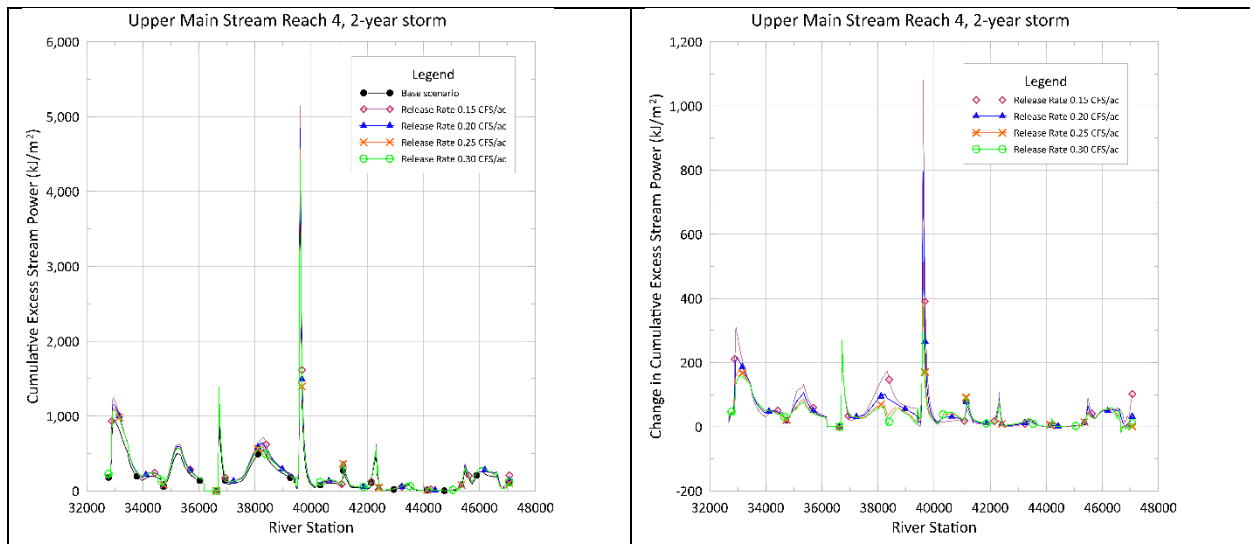 Upper Main Stream Reach 4, 2-year storm
6,000
5,000
4,000
3,000
2,000
1,000
0
Cumulative Excess Stream Power (kJ/m²)
Legend
Base scenario
Release Rate 0.15 CFS/ac
Release Rate 0.20 CFS/ac
Release Rate 0.25 CFS/ac
Release Rate 0.30 CFS/ac
32000 34000 36000 38000 40000 42000 44000 46000 48000
River Station
Upper Main Stream Reach 4, 2-year storm
1,200
1,000
800
600
400
200
0
-200
Change in Cumulative Excess Stream Power (kJ/m²)
Legend
Release Rate 0.15 CFS/ac
Release Rate 0.20 CFS/ac
Release Rate 0.25 CFS/ac
Release Rate 0.30 CFS/ac
32000 34000 36000 38000 40000 42000 44000 46000 48000
River Station